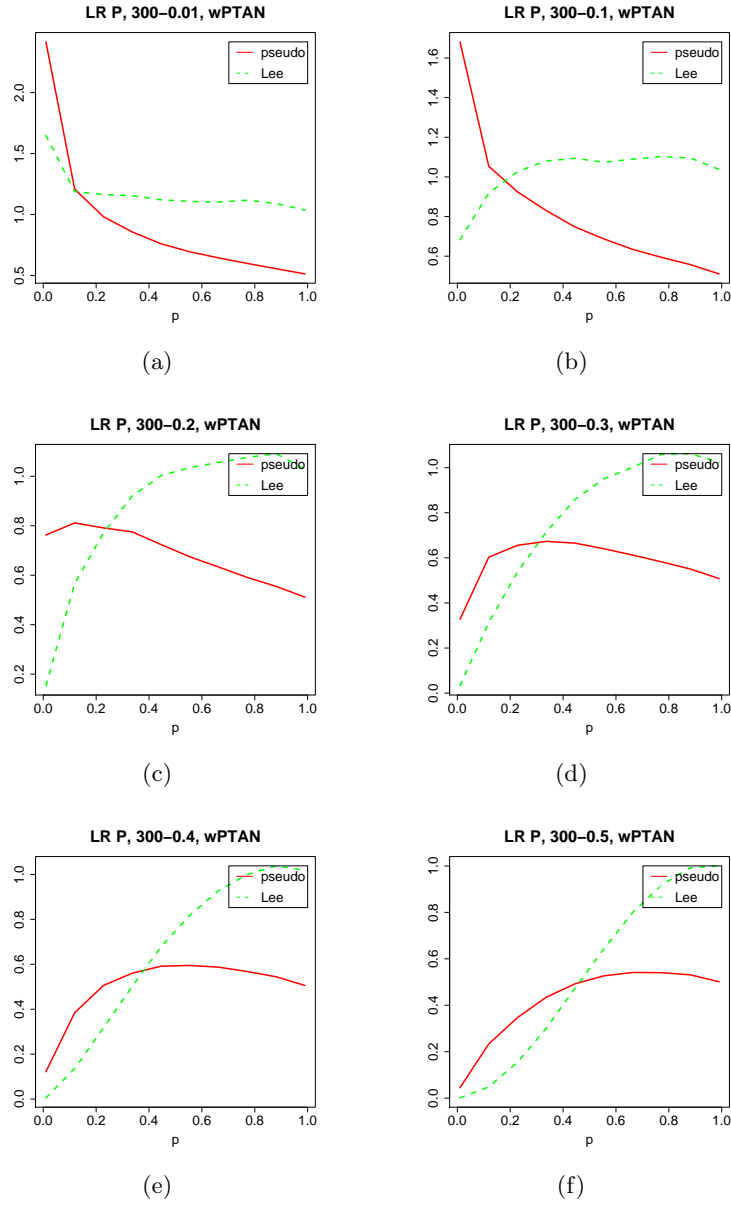 LR P, 300−0.01, wPTAN
pseudo
Lee
0.5 1.0 1.5 2.0
0.0 0.2 0.4 0.6 0.8 1.0
p
(a)
LR P, 300−0.1, wPTAN
pseudo
Lee
0.6 0.8 1.0 1.2 1.4 1.6
0.0 0.2 0.4 0.6 0.8 1.0
p
(b)
LR P, 300−0.2, wPTAN
pseudo
Lee
0.2 0.4 0.6 0.8 1.0
0.0 0.2 0.4 0.6 0.8 1.0
p
(c)
LR P, 300−0.3, wPTAN
pseudo
Lee
0.0 0.2 0.4 0.6 0.8 1.0
0.0 0.2 0.4 0.6 0.8 1.0
p
(d)
LR P, 300−0.4, wPTAN
pseudo
Lee
0.0 0.2 0.4 0.6 0.8 1.0
0.0 0.2 0.4 0.6 0.8 1.0
p
(e)
LR P, 300−0.5, wPTAN
pseudo
Lee
0.0 0.2 0.4 0.6 0.8 1.0
0.0 0.2 0.4 0.6 0.8 1.0
p
(f)